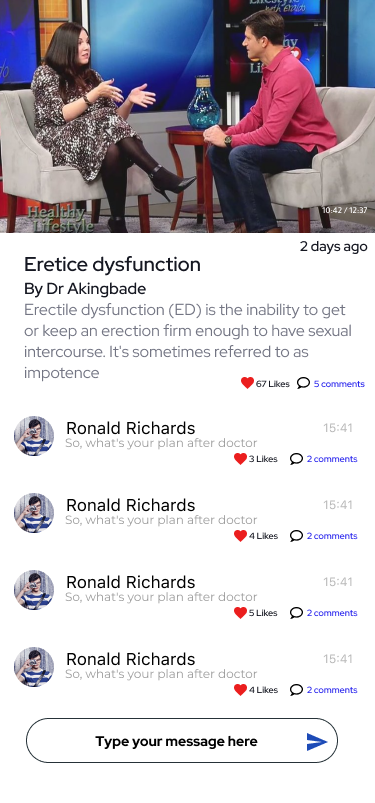 Lifestyle
with Ervins
Healthy
Life
Healthy
Lifestyle
10:42 / 12:37
2 days ago
Eretice dysfunction
By Dr Akingbade
Erectile dysfunction (ED) is the inability to get
or keep an erection firm enough to have sexual
intercourse. It's sometimes referred to as
impotence
67 Likes 5 comments
Ronald Richards 15:41
So, what's your plan after doctor
3 Likes 2 comments
Ronald Richards 15:41
So, what's your plan after doctor
4 Likes 2 comments
Ronald Richards 15:41
So, what's your plan after doctor
5 Likes 2 comments
Ronald Richards 15:41
So, what's your plan after doctor
4 Likes 2 comments
Type your message here